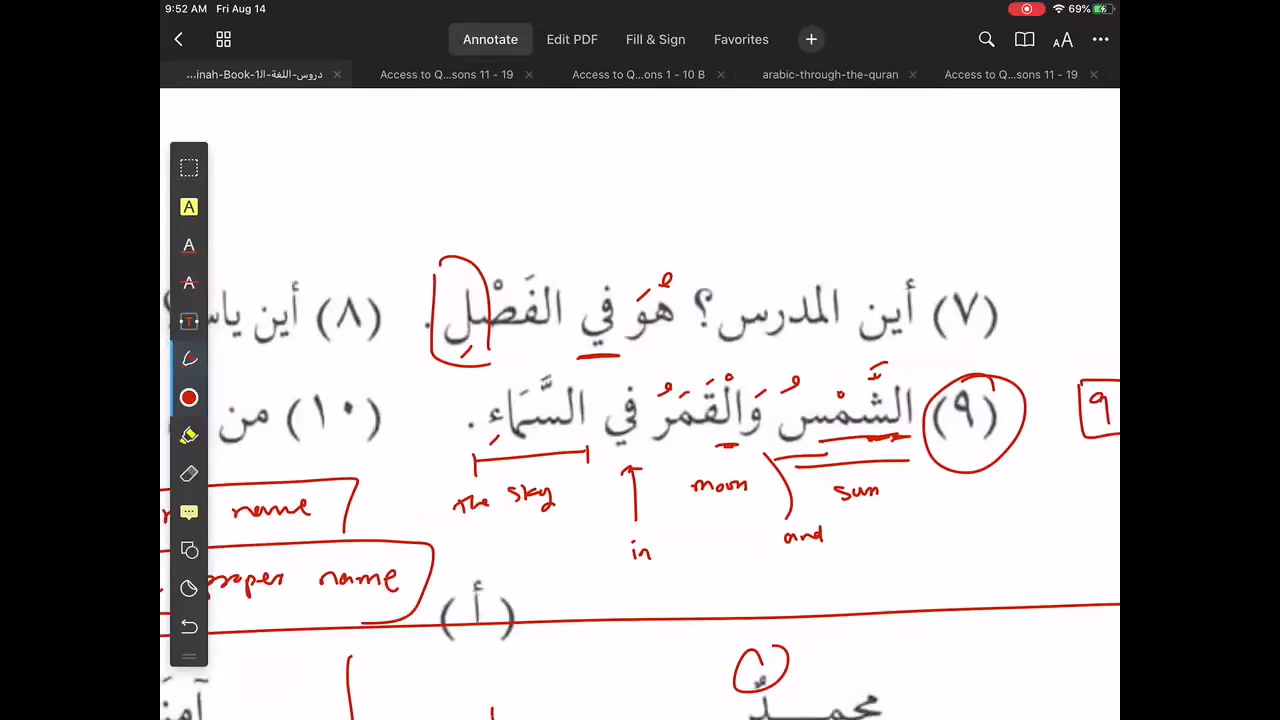 9:52 AM Fri Aug 14
69%
Annotate Edit PDF Fill & Sign Favorites
دروس-اللغة-ال1-inah-Book...
Access to Q...sons 11 - 19
Access to Q...ons 1 - 10 B
arabic-through-the-quran
Access to Q...sons 11 - 19
(٧) أين المدرس؟ هُوَ في الفَصْلِ.
(٨) أين ياس
(٩) الشَّمْسُ وَالْقَمَرُ في السَّمَاءِ.
9
(١٠) من
the sky
in
moon
and
sun
name
proper name
(أ)
محمدٌ